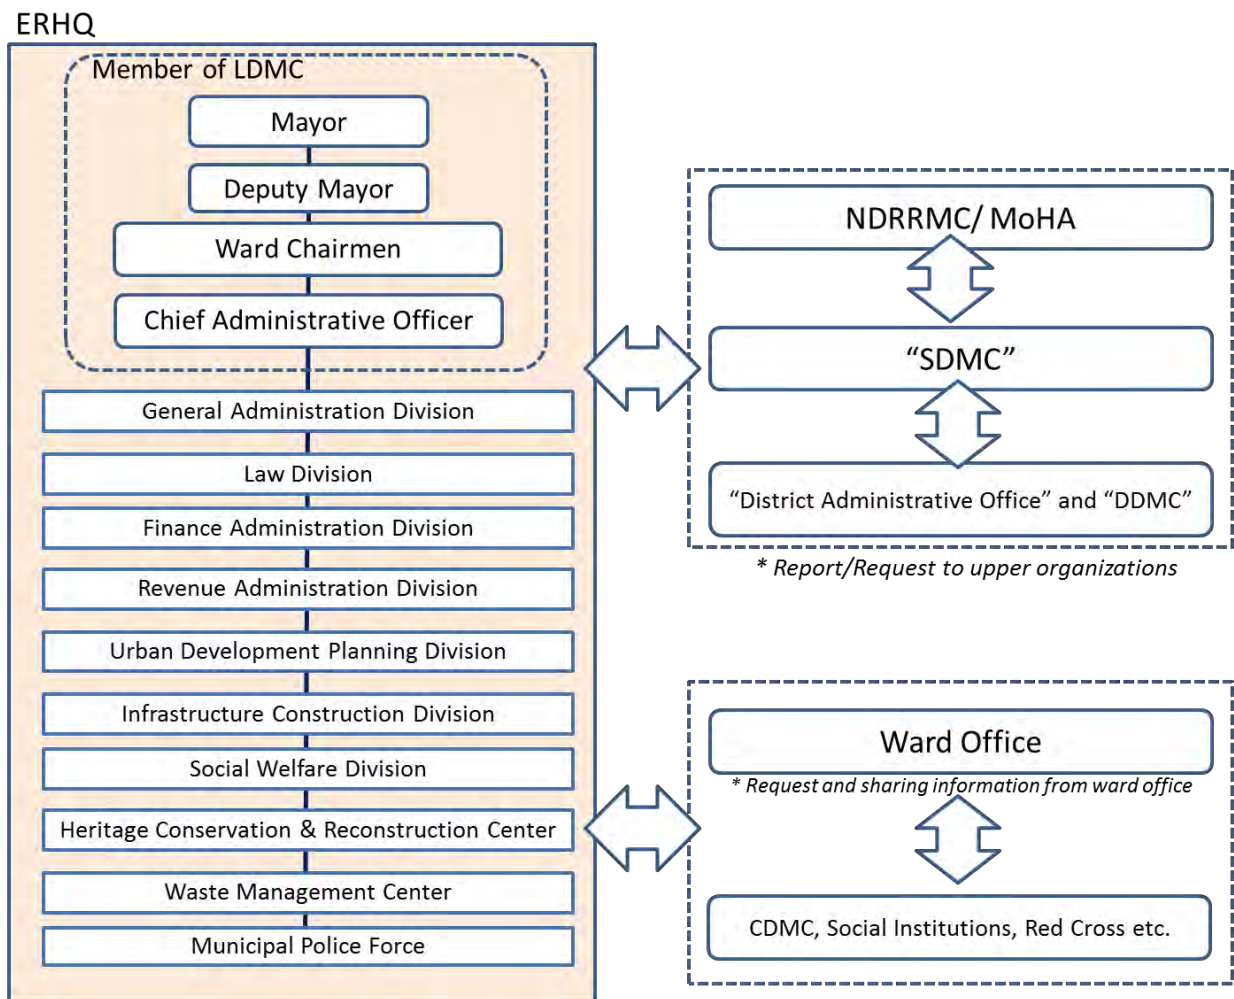 ERHQ
Member of LDMC
Mayor
Deputy Mayor
Ward Chairmen
Chief Administrative Officer
General Administration Division
Law Division
Finance Administration Division
Revenue Administration Division
Urban Development Planning Division
Infrastructure Construction Division
Social Welfare Division
Heritage Conservation & Reconstruction Center
Waste Management Center
Municipal Police Force
NDRRMC/ MoHA
“SDMC”
“District Administrative Office” and “DDMC”
* Report/Request to upper organizations
Ward Office
* Request and sharing information from ward office
CDMC, Social Institutions, Red Cross etc.